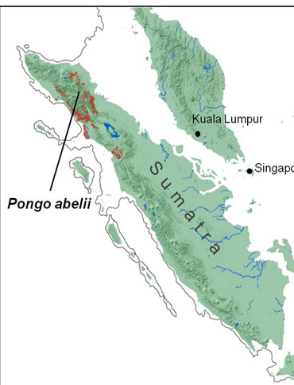 Kuala Lumpur
Singapo
Pongo abelii
Sumatra